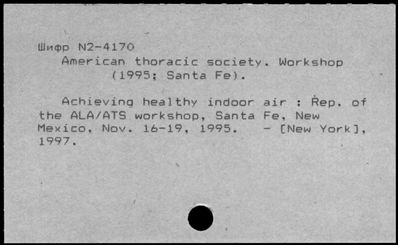 Шифр N2-4170
American thoracic society. Workshop
(1995; Santa Fe).
Achieving healthy indoor air : Rep. of
the ALA/ATS workshop, Santa Fe, New
Mexico, Nov. 16-19, 1995. - [New York],
1997.